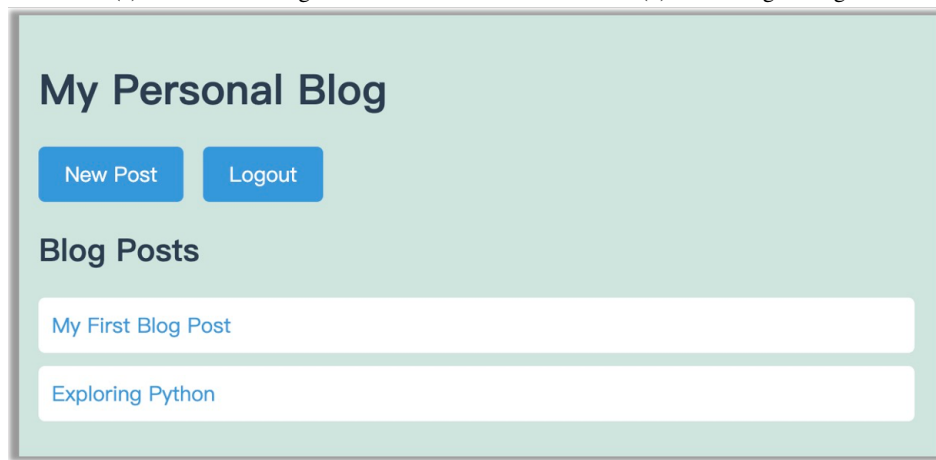 My Personal Blog
New Post Logout
Blog Posts
My First Blog Post
Exploring Python